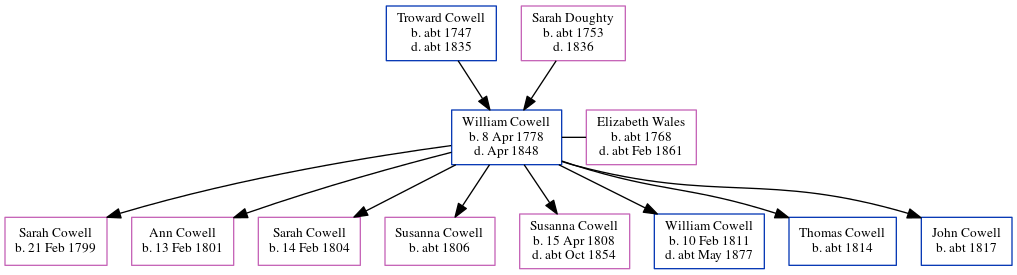 Troward Cowell
b. abt 1747
d. abt 1835
Sarah Doughty
b. abt 1753
d. 1836
William Cowell
b. 8 Apr 1778
d. Apr 1848
Elizabeth Wales
b. abt 1768
d. abt Feb 1861
Sarah Cowell
b. 21 Feb 1799
Ann Cowell
b. 13 Feb 1801
Sarah Cowell
b. 14 Feb 1804
Susanna Cowell
b. abt 1806
Susanna Cowell
b. 15 Apr 1808
d. abt Oct 1854
William Cowell
b. 10 Feb 1811
d. abt May 1877
Thomas Cowell
b. abt 1814
John Cowell
b. abt 1817